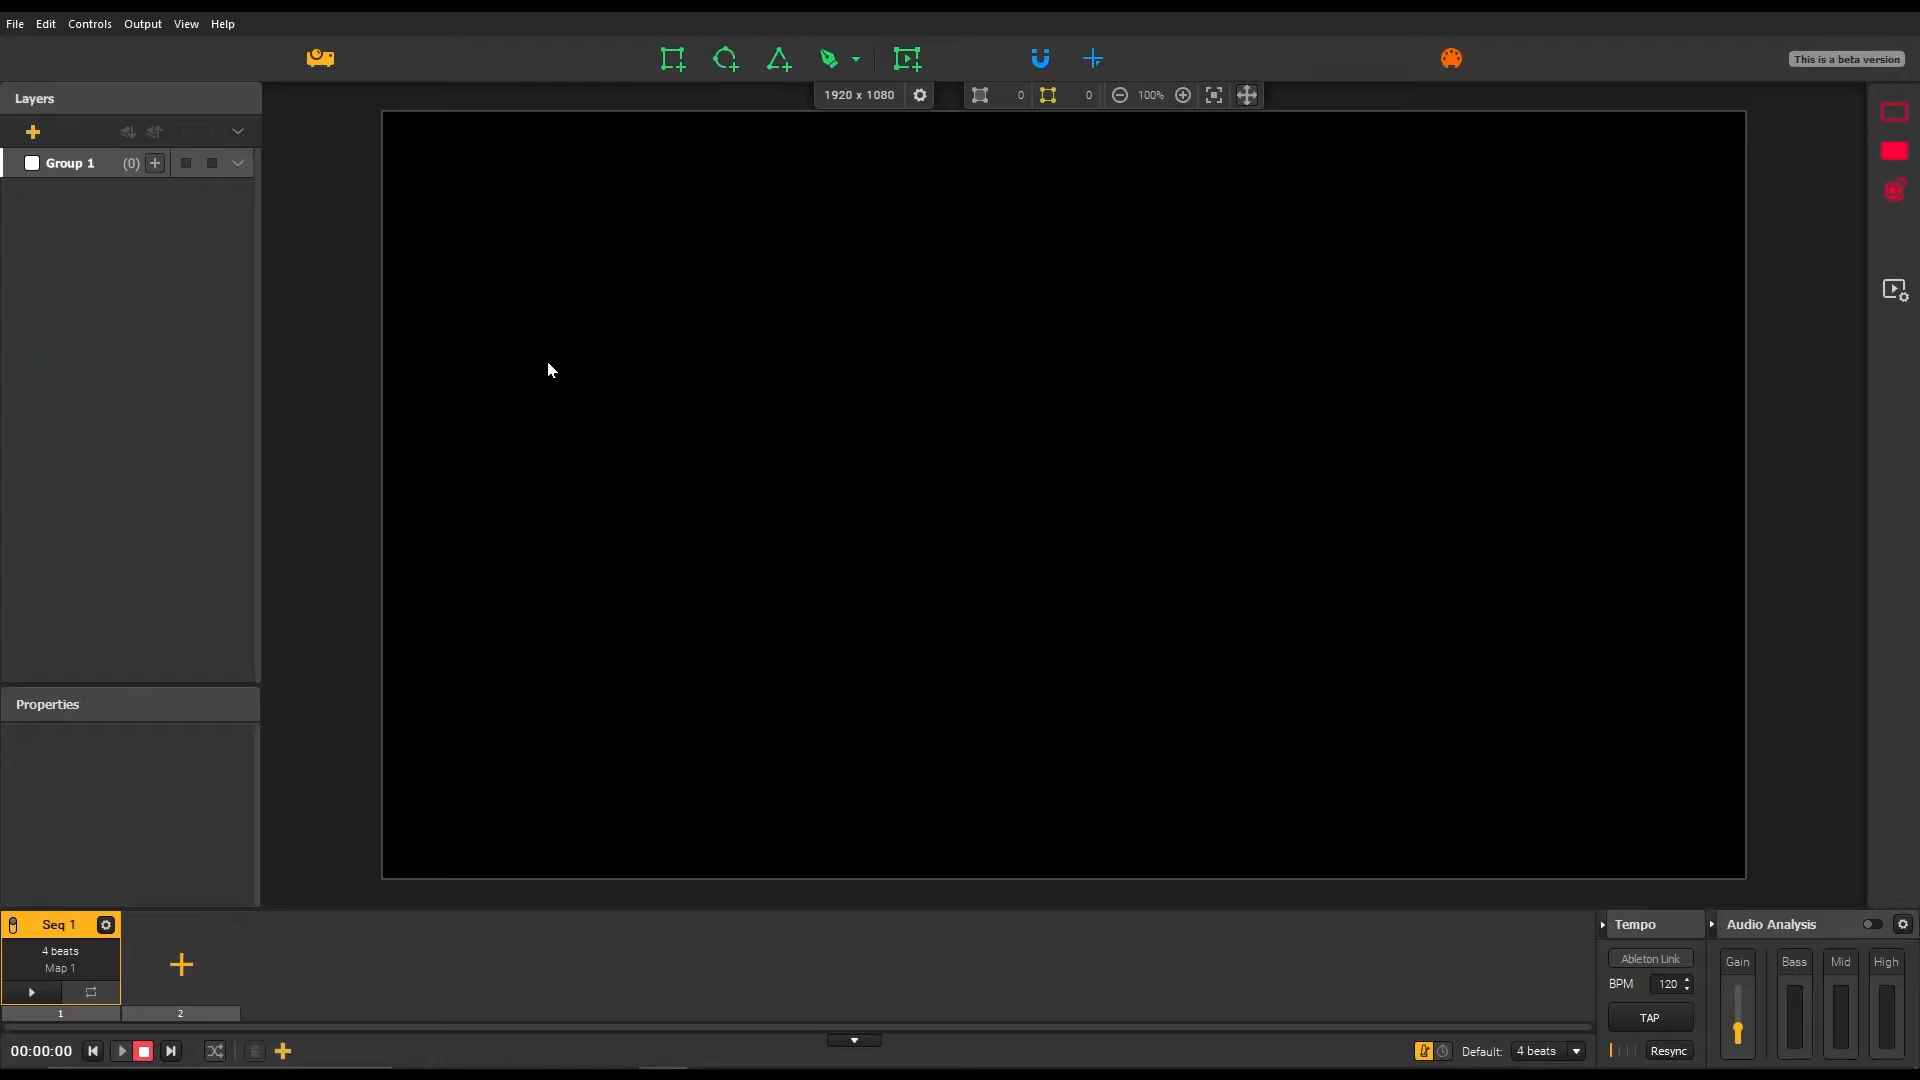 File Edit Controls Output View Help
This is a beta version
Layers
1920 x 1080
0
0
100%
Group 1 (0)
Properties
Seq 1
4 beats
Map 1
1
2
Tempo
Ableton Link
BPM 120
TAP
Resync
Audio Analysis
Gain Bass Mid High
00:00:00
Default: 4 beats